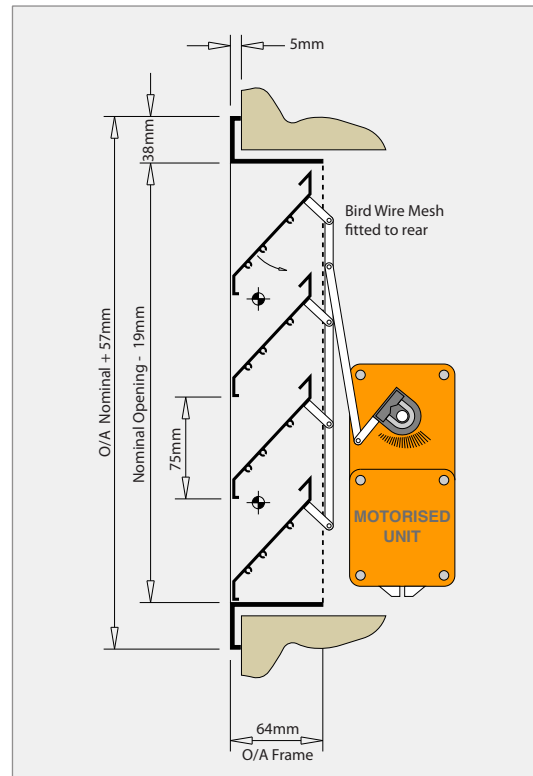 5mm
38mm
Bird Wire Mesh
fitted to rear
O/A Nominal + 57mm
Nominal Opening - 19mm
75mm
MOTORISED
UNIT
64mm
O/A Frame